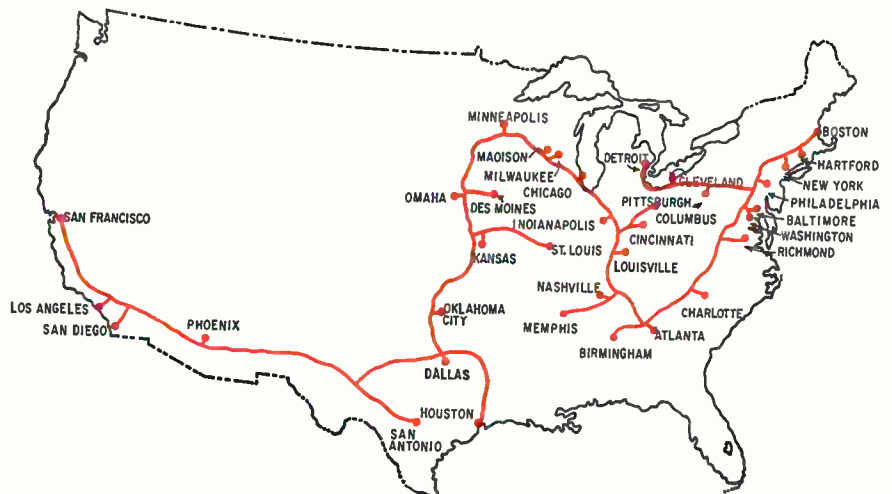 MINNEAPOLIS
BOSTON
MAOISON
DETROIT
MILWAUKEE
CLEVELAND
HARTFORD
CHICAGO
NEW YORK
OMAHA
DES MOINES
PITTSBURGH
PHILADELPHIA
COLUMBUS
SAN FRANCISCO
INOIANAPOLIS
BALTIMORE
CINCINNATI
WASHINGTON
KANSAS
ST. LOUIS
RICHMOND
LOUISVILLE
NASHVILLE
LOS ANGELES
OKLAHOMA
CITY
CHARLOTTE
SAN DIEGO
PHOENIX
MEMPHIS
ATLANTA
BIRMINGHAM
DALLAS
HOUSTON
SAN
ANTONIO